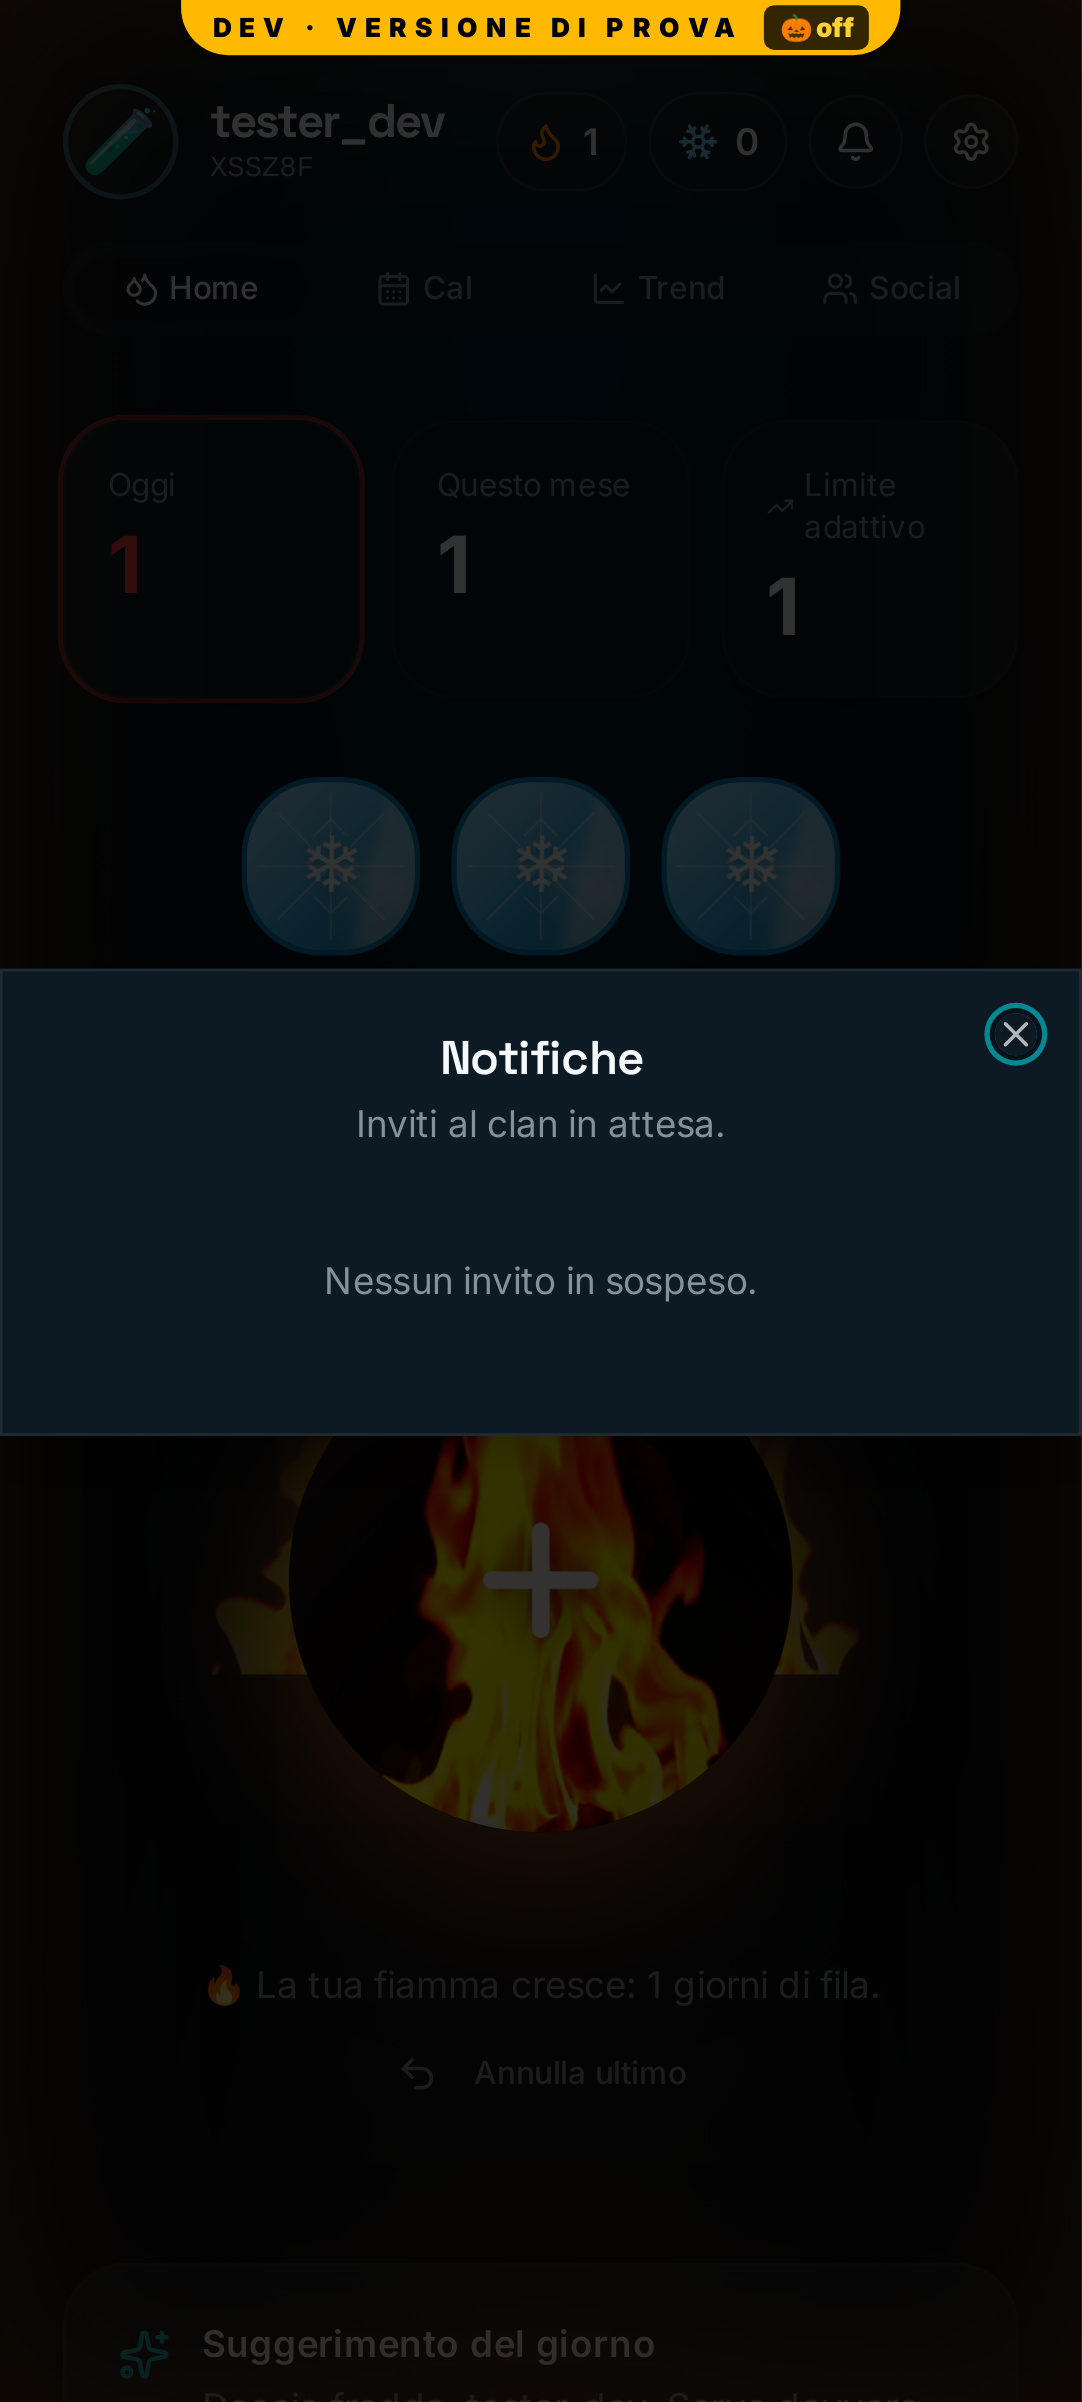 DEV · VERSIONE DI PROVA 🎃 off
tester_dev
XSSZ8F
1
0
Home
Cal
Trend
Social
Oggi
1
Questo mese
1
Limite
adattivo
1
Notifiche
Inviti al clan in attesa.
Nessun invito in sospeso.
🔥 La tua fiamma cresce: 1 giorni di fila.
Annulla ultimo
Suggerimento del giorno